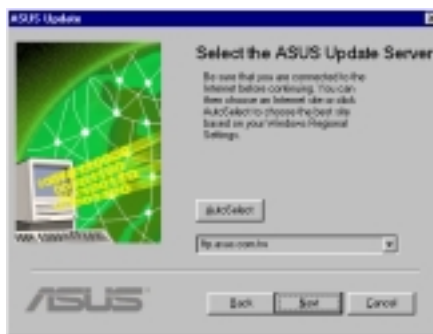 ASUS Update
Select the ASUS Update Server
Be sure that you are connected to the
Internet before continuing. You can
then choose an Internet site or click
AutoSelect to choose the best site
based on your Windows Regional
Settings.
AutoSelect
ftp.asus.com.tw
ASUS
Back
Next
Cancel